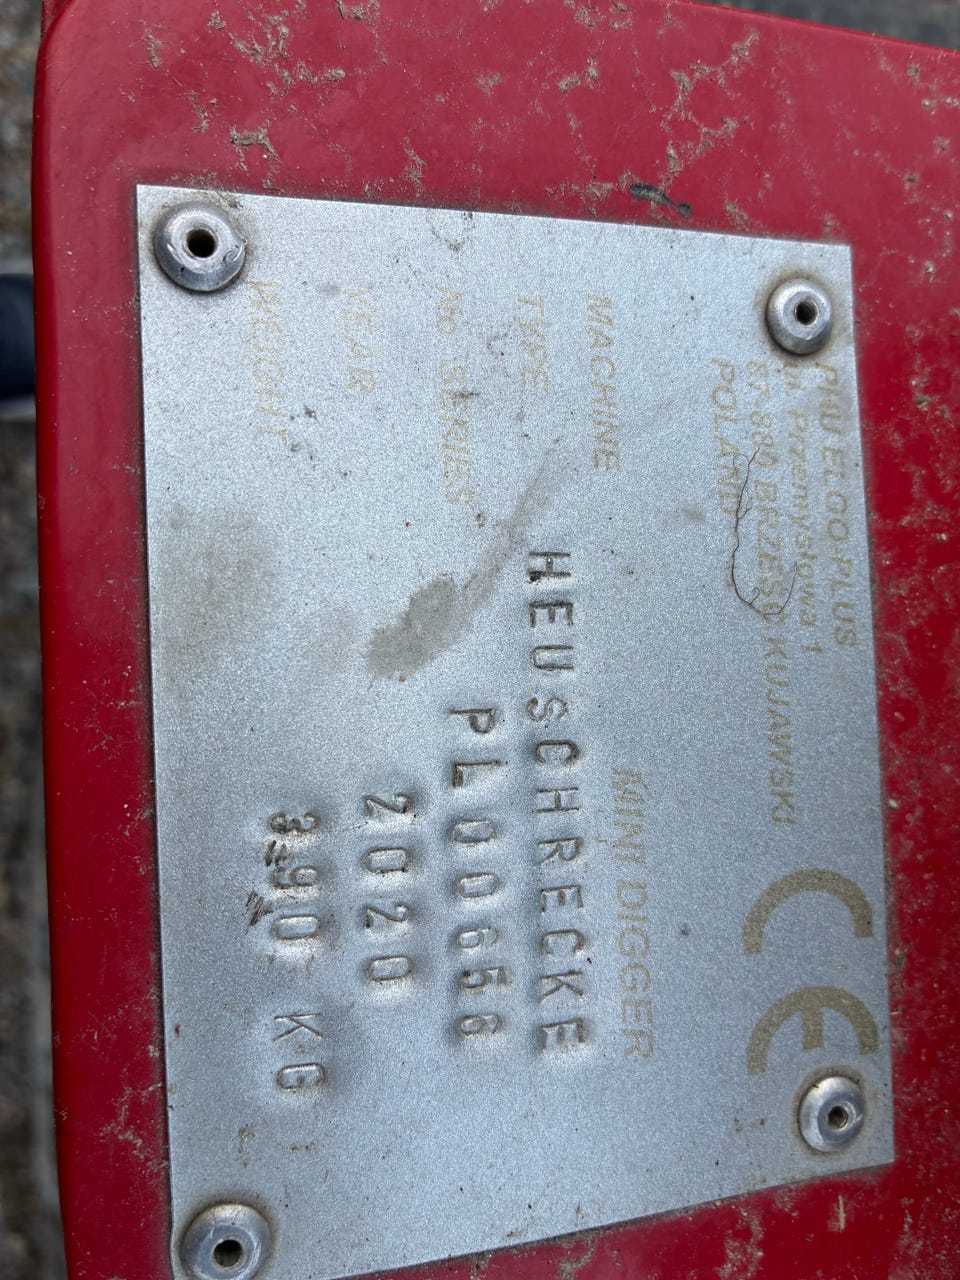 PHU ELGO-PLUS
ul. Przemysłowa 1
87-880 BRZEŚĆ KUJAWSKI
POLAND
CE
MACHINE MINI DIGGER
TYPE HEUSCHRECKE
No SERIES PL00656
YEAR 2020
WEIGHT 390 KG